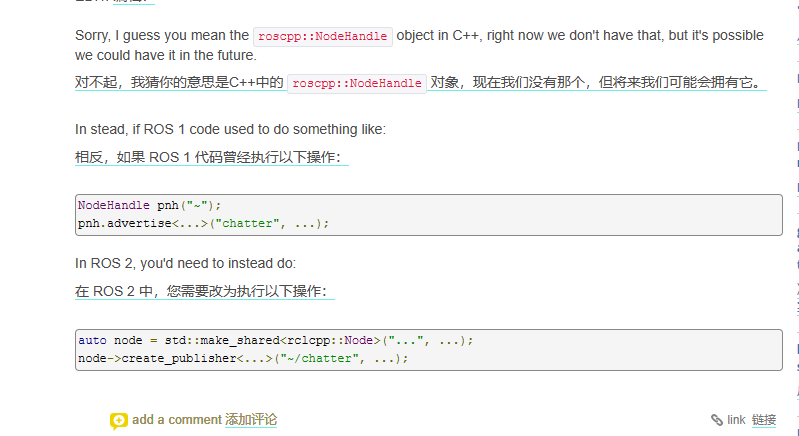 Sorry, I guess you mean the roscpp::NodeHandle object in C++, right now we don't have that, but it's possible
we could have it in the future.
对不起，我猜你的意思是C++中的 roscpp::NodeHandle 对象，现在我们没有那个，但将来我们可能会拥有它。
In stead, if ROS 1 code used to do something like:
相反，如果 ROS 1 代码曾经执行以下操作：
NodeHandle pnh("~");
pnh.advertise<...>("chatter", ...);
In ROS 2, you'd need to instead do:
在 ROS 2 中，您需要改为执行以下操作：
auto node = std::make_shared<rclcpp::Node>("...", ...);
node->create_publisher<...>("~/chatter", ...);
add a comment 添加评论
link 链接